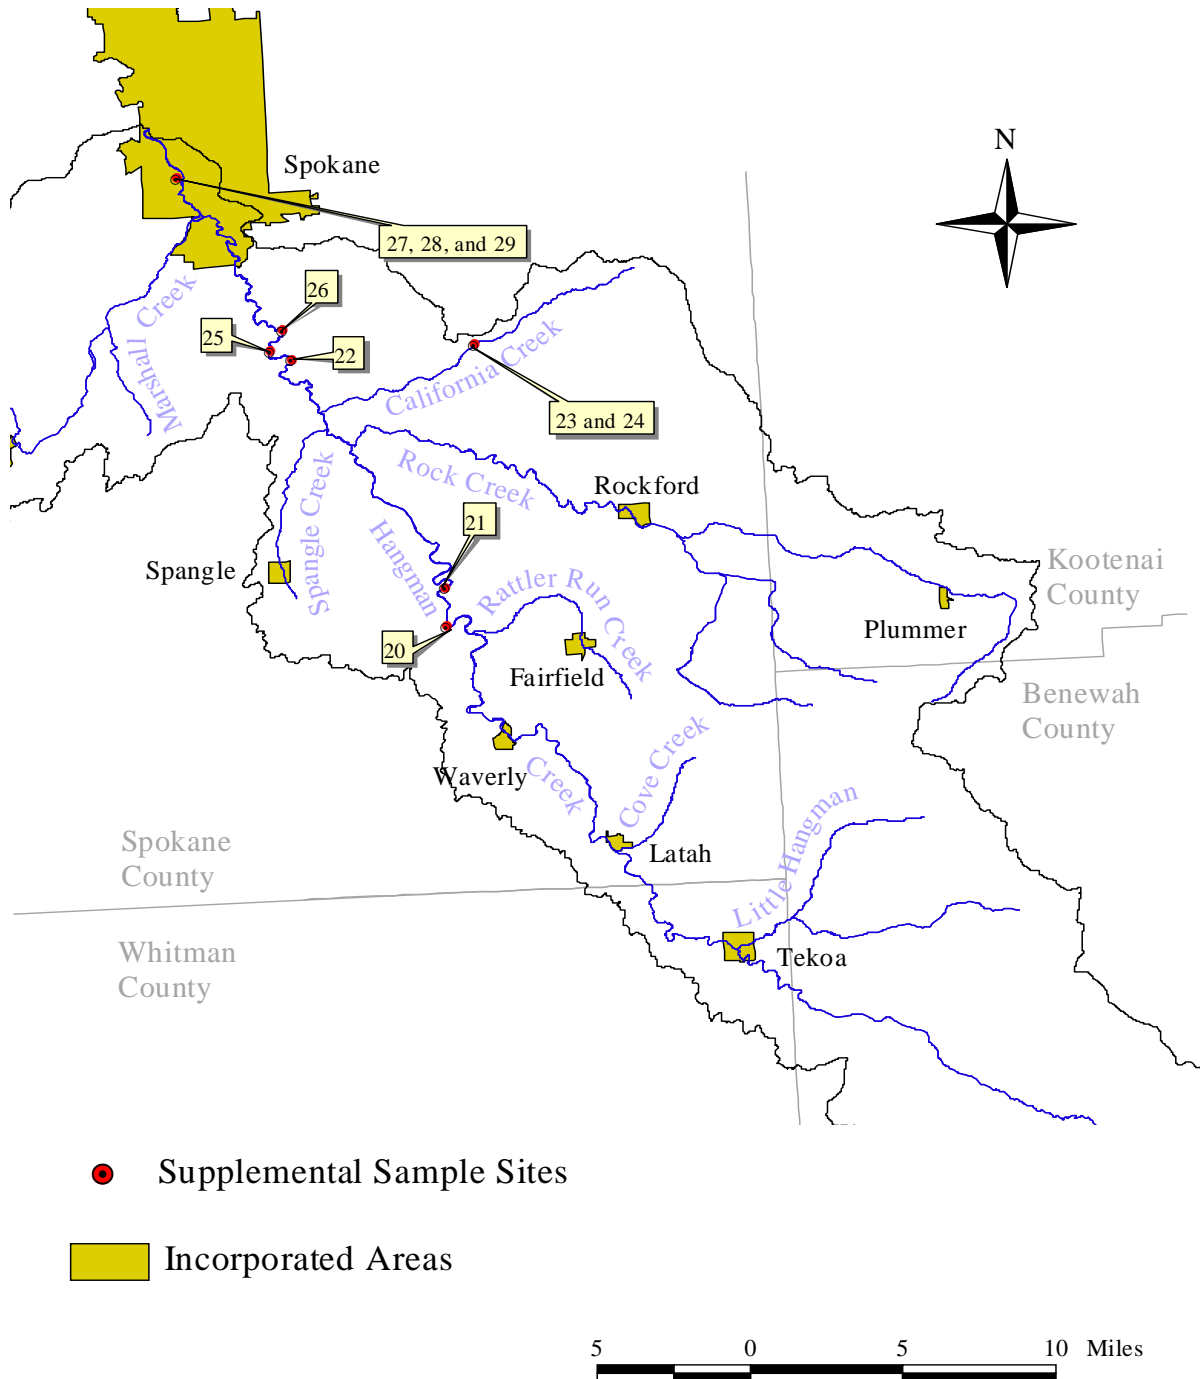 N
Spokane
27, 28, and 29
26
25
22
Marshall Creek
California Creek
23 and 24
Rock Creek
Rockford
Spangle Creek
Hangman
21
Spangle
Rattler Run Creek
Kootenai
County
Plummer
20
Fairfield
Benewah
County
Waverly
Creek
Cove Creek
Little Hangman
Spokane
County
Latah
Whitman
County
Tekoa
Supplemental Sample Sites
Incorporated Areas
5 0 5 10 Miles